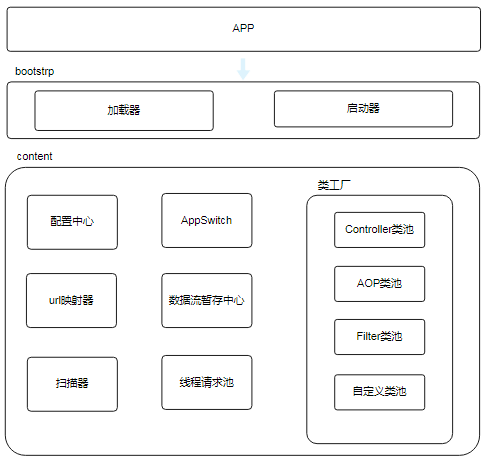 APP
bootstrp
加载器
启动器
content
类工厂
配置中心
AppSwitch
Controller类池
url映射器
数据流暂存中心
AOP类池
Filter类池
扫描器
线程请求池
自定义类池